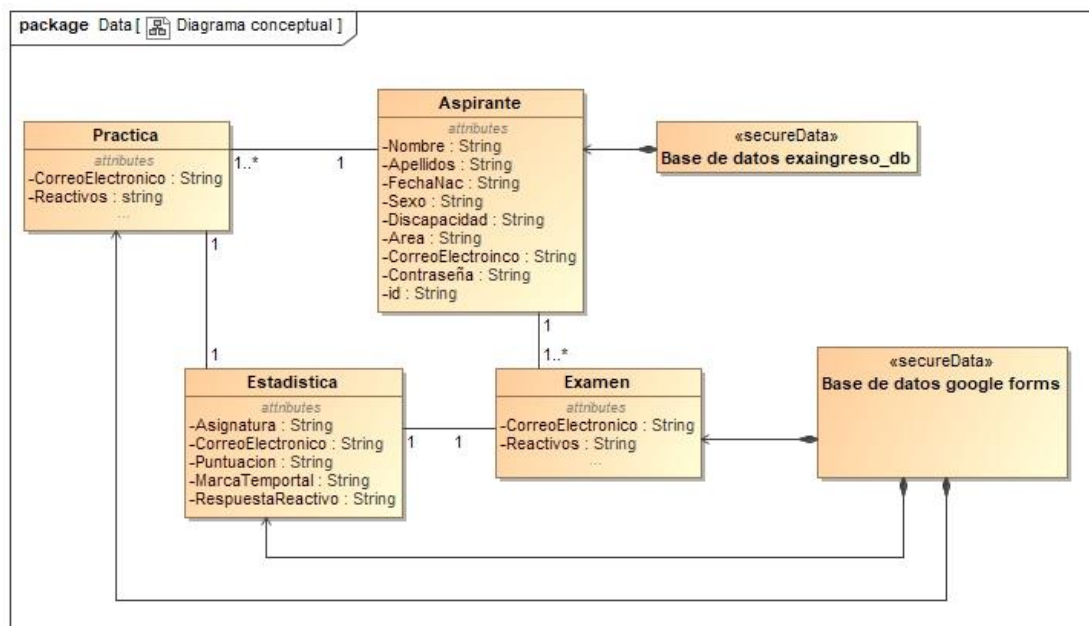 package Data [ Diagrama conceptual ]
Practica
attributes
-CorreoElectronico : String
-Reactivos : string
...
1..*
1
1
1
Aspirante
attributes
-Nombre : String
-Apellidos : String
-FechaNac : String
-Sexo : String
-Discapacidad : String
-Area : String
-CorreoElectroinco : String
-Contraseña : String
-id : String
«secureData»
Base de datos exaingreso_db
1
1..*
Estadistica
attributes
-Asignatura : String
-CorreoElectronico : String
-Puntuacion : String
-MarcaTemportal : String
-RespuestaReactivo : String
1
1
Examen
attributes
-CorreoElectronico : String
-Reactivos : String
...
«secureData»
Base de datos google forms